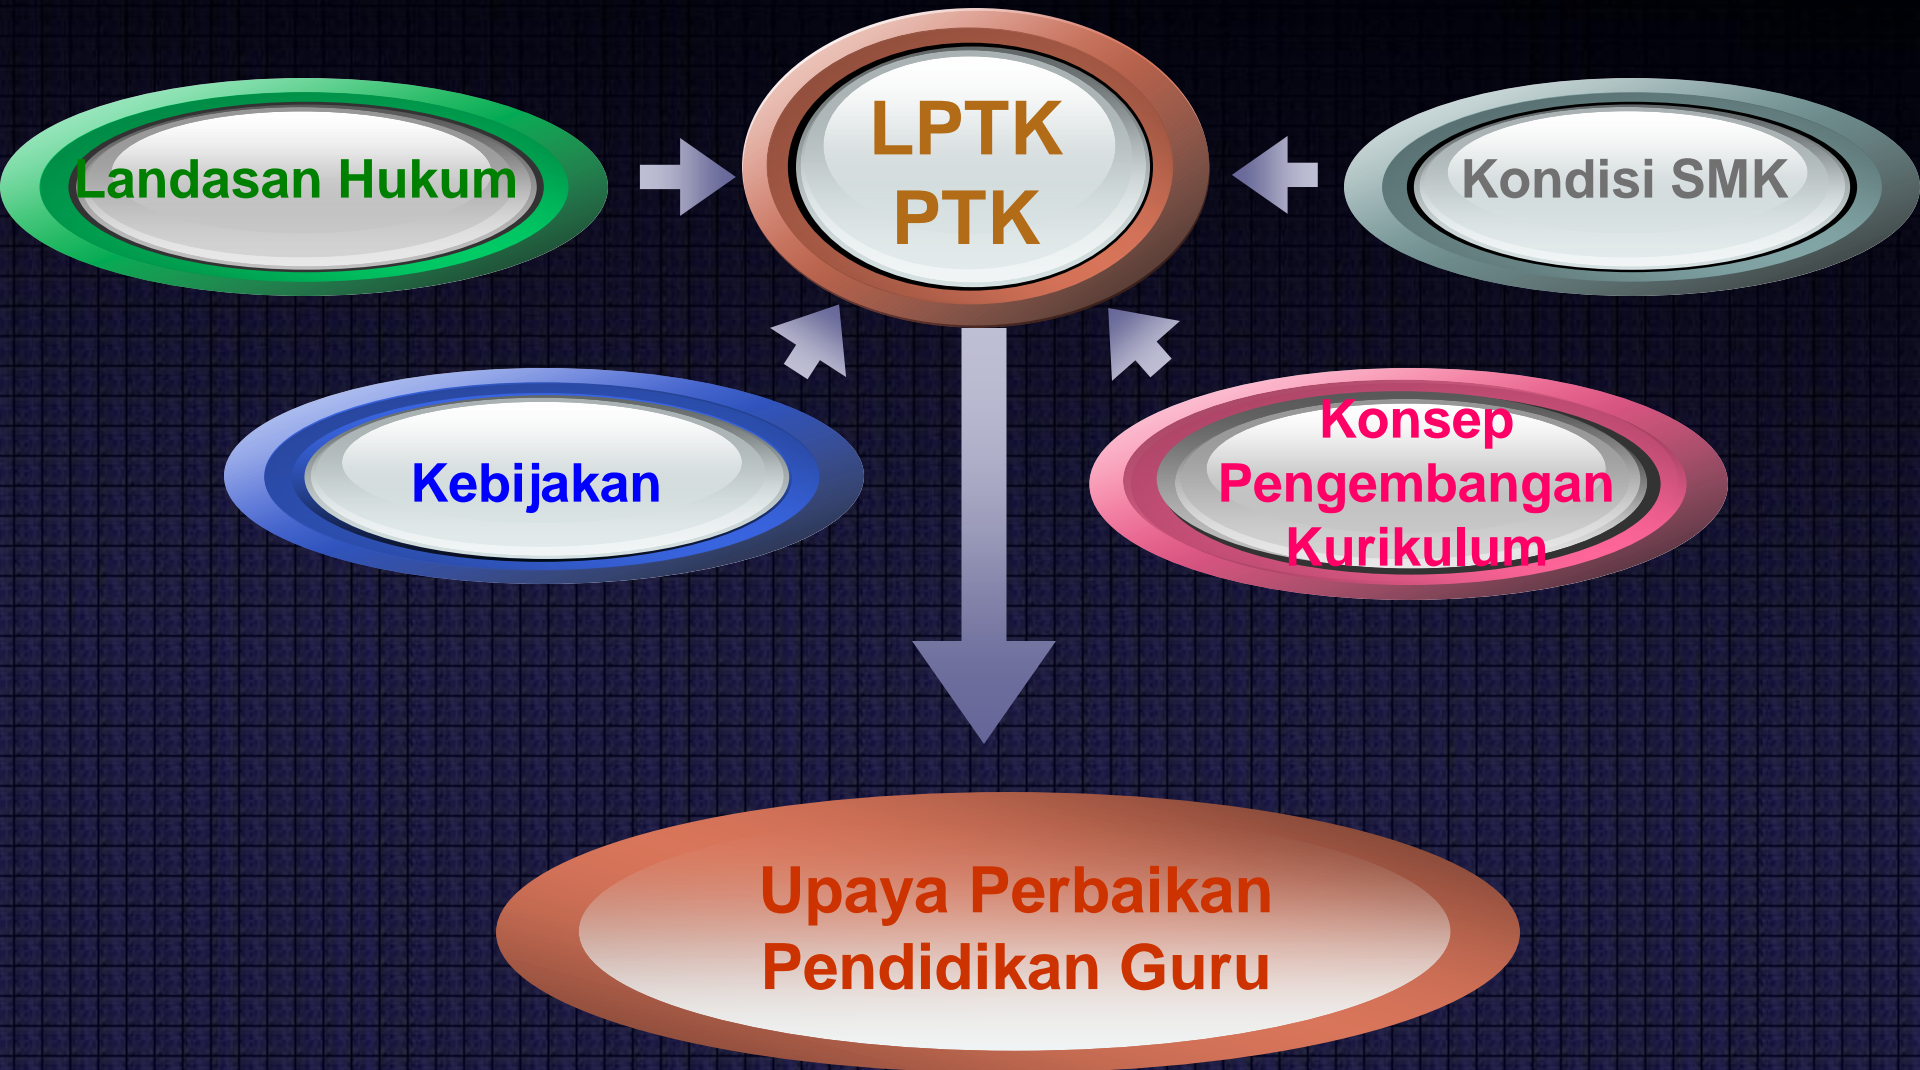 LPTK
PTK
Landasan Hukum
Kondisi SMK
Kebijakan
Konsep
Pengembangan
Kurikulum
Upaya Perbaikan
Pendidikan Guru